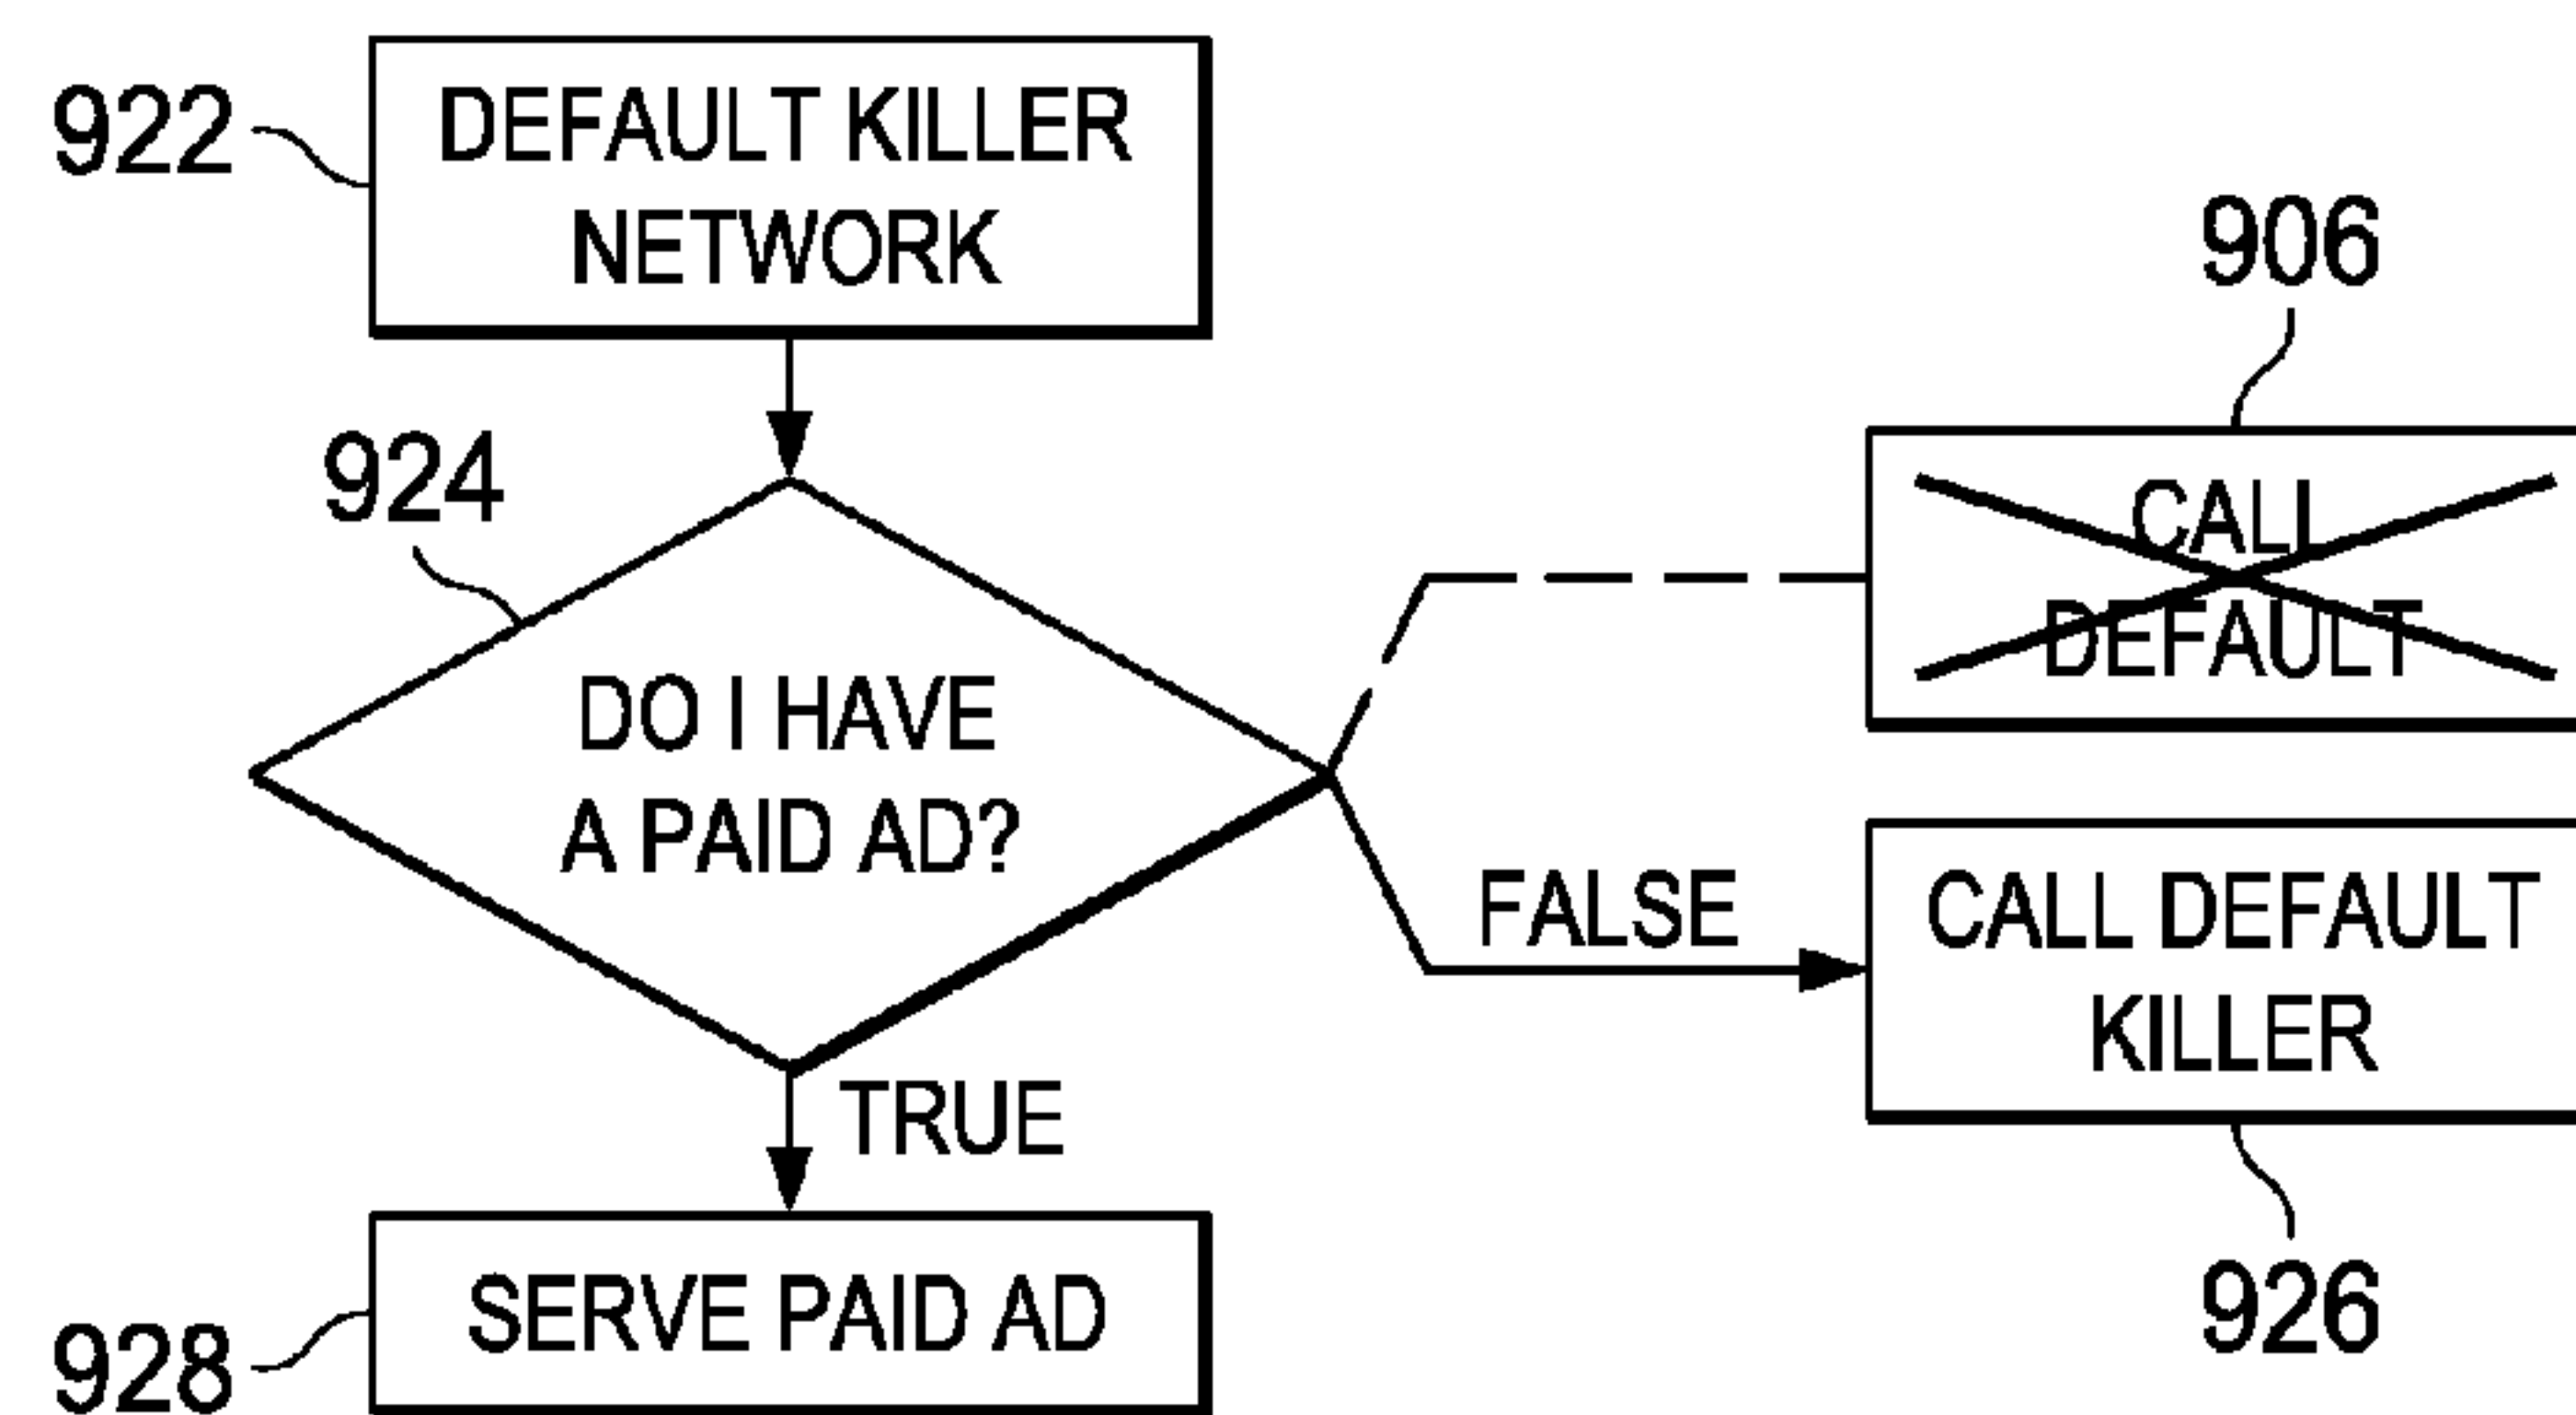 922
DEFAULT KILLER
NETWORK
906
924
CALL
DEFAULT
DO I HAVE
A PAID AD?
FALSE
CALL DEFAULT
KILLER
TRUE
926
928
SERVE PAID AD